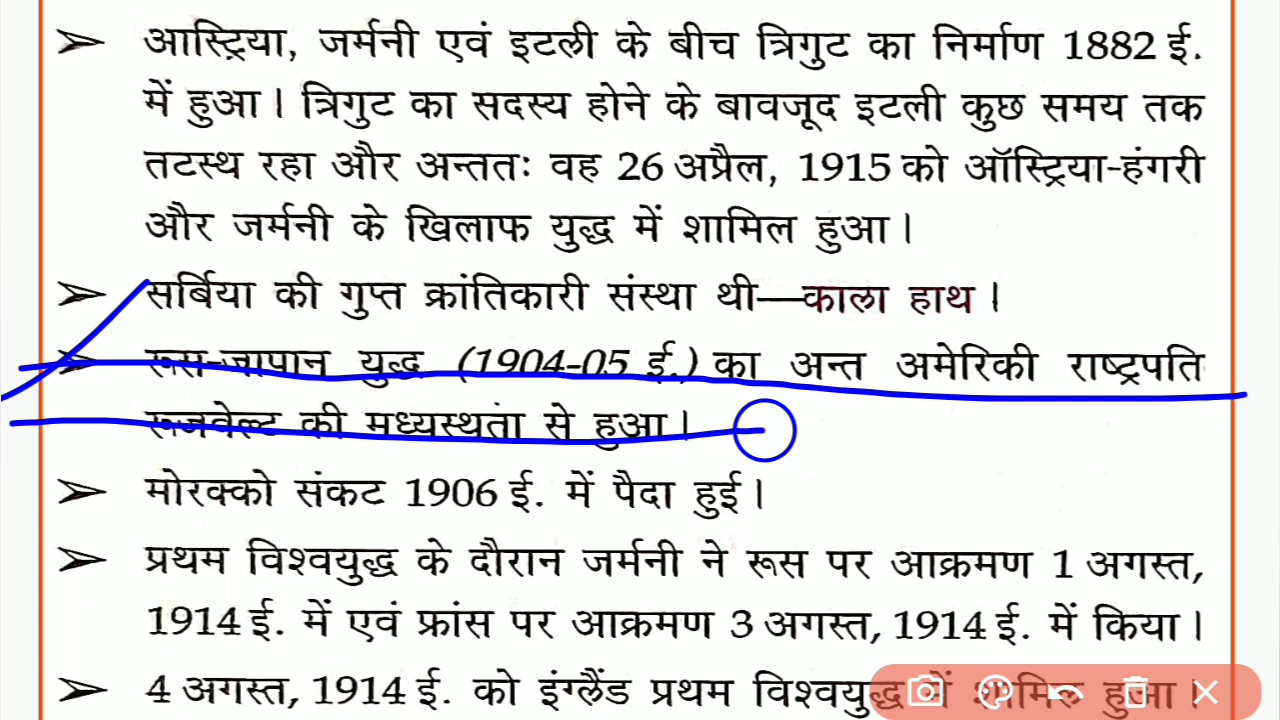 ➢ आस्ट्रिया, जर्मनी एवं इटली के बीच त्रिगुट का निर्माण 1882 ई.
में हुआ। त्रिगुट का सदस्य होने के बावजूद इटली कुछ समय तक
तटस्थ रहा और अन्ततः वह 26 अप्रैल, 1915 को ऑस्ट्रिया-हंगरी
और जर्मनी के खिलाफ युद्ध में शामिल हुआ।
➢ सर्बिया की गुप्त क्रांतिकारी संस्था थी—काला हाथ।
➢ रूस-जापान युद्ध (1904-05 ई.) का अन्त अमेरिकी राष्ट्रपति
रूजवेल्ट की मध्यस्थता से हुआ।
➢ मोरक्को संकट 1906 ई. में पैदा हुई।
➢ प्रथम विश्वयुद्ध के दौरान जर्मनी ने रूस पर आक्रमण 1 अगस्त,
1914 ई. में एवं फ्रांस पर आक्रमण 3 अगस्त, 1914 ई. में किया।
➢ 4 अगस्त, 1914 ई. को इंग्लैंड प्रथम विश्वयुद्ध में शामिल हुआ।